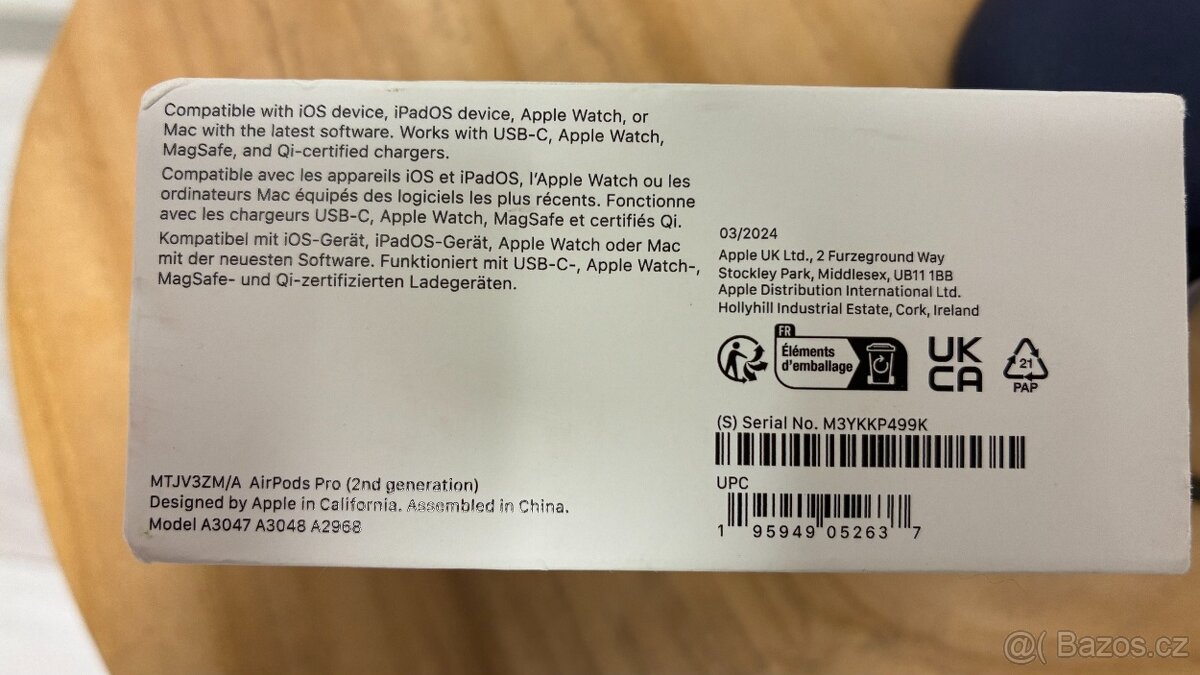 Compatible with iOS device, iPadOS device, Apple Watch, or
Mac with the latest software. Works with USB-C, Apple Watch,
MagSafe, and Qi-certified chargers.
Compatible avec les appareils iOS et iPadOS, l'Apple Watch ou les
ordinateurs Mac équipés des logiciels les plus récents. Fonctionne
avec les chargeurs USB-C, Apple Watch, MagSafe et certifiés Qi.
Kompatibel mit iOS-Gerät, iPadOS-Gerät, Apple Watch oder Mac
mit der neuesten Software. Funktioniert mit USB-C-, Apple Watch-,
MagSafe- und Qi-zertifizierten Ladegeräten.
MTJV3ZM/A AirPods Pro (2nd generation)
Designed by Apple in California. Assembled in China.
Model A3047 A3048 A2968
03/2024
Apple UK Ltd., 2 Furzeground Way
Stockley Park, Middlesex, UB11 1BB
Apple Distribution International Ltd.
Hollyhill Industrial Estate, Cork, Ireland
FR
Éléments
d'emballage
UK
CA
21
PAP
(S) Serial No. M3YKKP499K
UPC
1 95949 05263 7
@( Bazos.cz